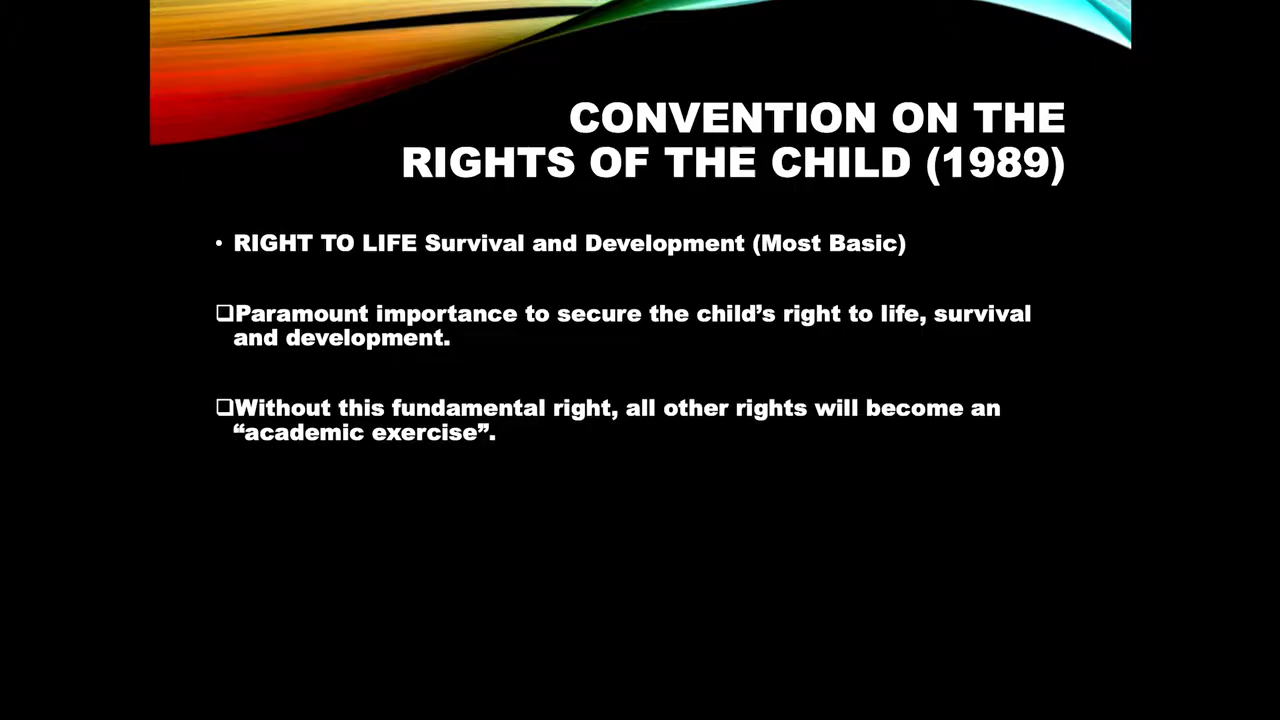 CONVENTION ON THE
RIGHTS OF THE CHILD (1989)
• RIGHT TO LIFE Survival and Development (Most Basic)
❑Paramount importance to secure the child’s right to life, survival
and development.
❑Without this fundamental right, all other rights will become an
“academic exercise”.